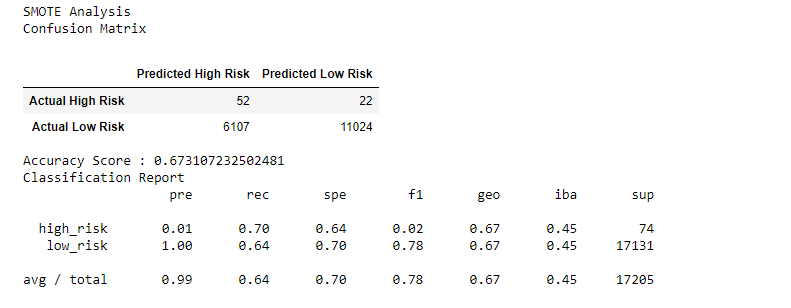 SMOTE Analysis
Confusion Matrix
Predicted High Risk Predicted Low Risk
Actual High Risk 52 22
Actual Low Risk 6107 11024
Accuracy Score : 0.673107232502481
Classification Report
pre rec spe f1 geo iba sup
high_risk 0.01 0.70 0.64 0.02 0.67 0.45 74
low_risk 1.00 0.64 0.70 0.78 0.67 0.45 17131
avg / total 0.99 0.64 0.70 0.78 0.67 0.45 17205